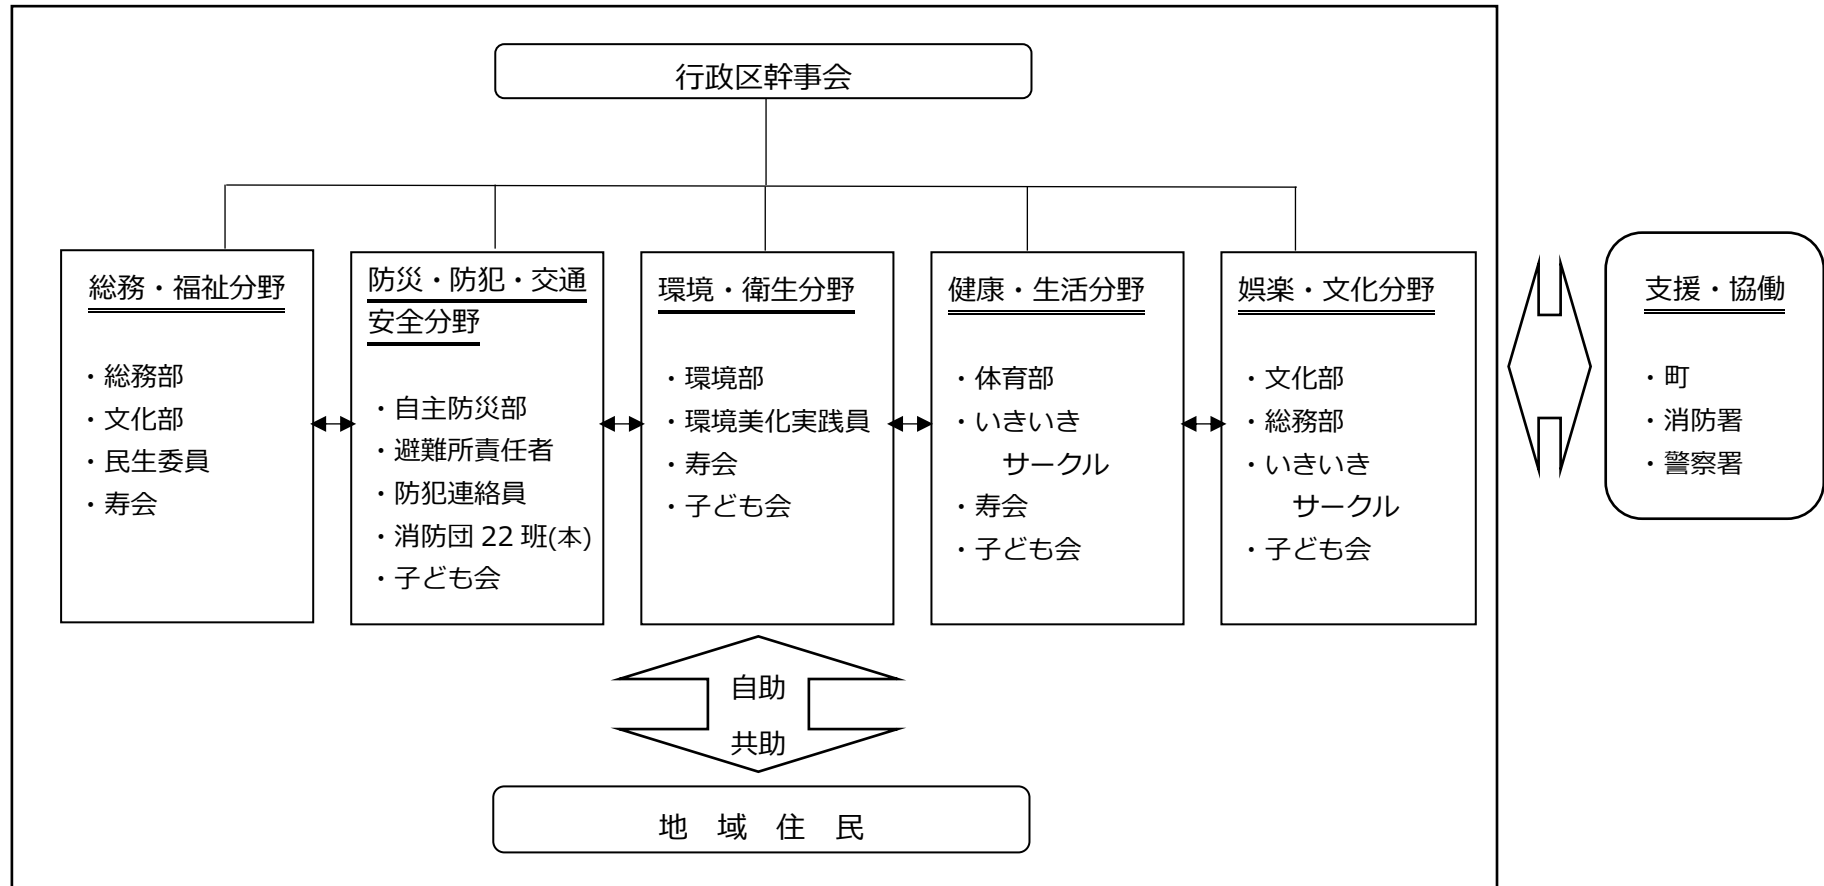 行政区幹事会
総務・福祉分野
・総務部
・文化部
・民生委員
・寿会
防災・防犯・交通
安全分野
・自主防災部
・避難所責任者
・防犯連絡員
・消防団 22 班(本)
・子ども会
環境・衛生分野
・環境部
・環境美化実践員
・寿会
・子ども会
健康・生活分野
・体育部
・いきいき
サークル
・寿会
・子ども会
娯楽・文化分野
・文化部
・総務部
・いきいき
サークル
・子ども会
支援・協働
・町
・消防署
・警察署
自助
共助
地 域 住 民